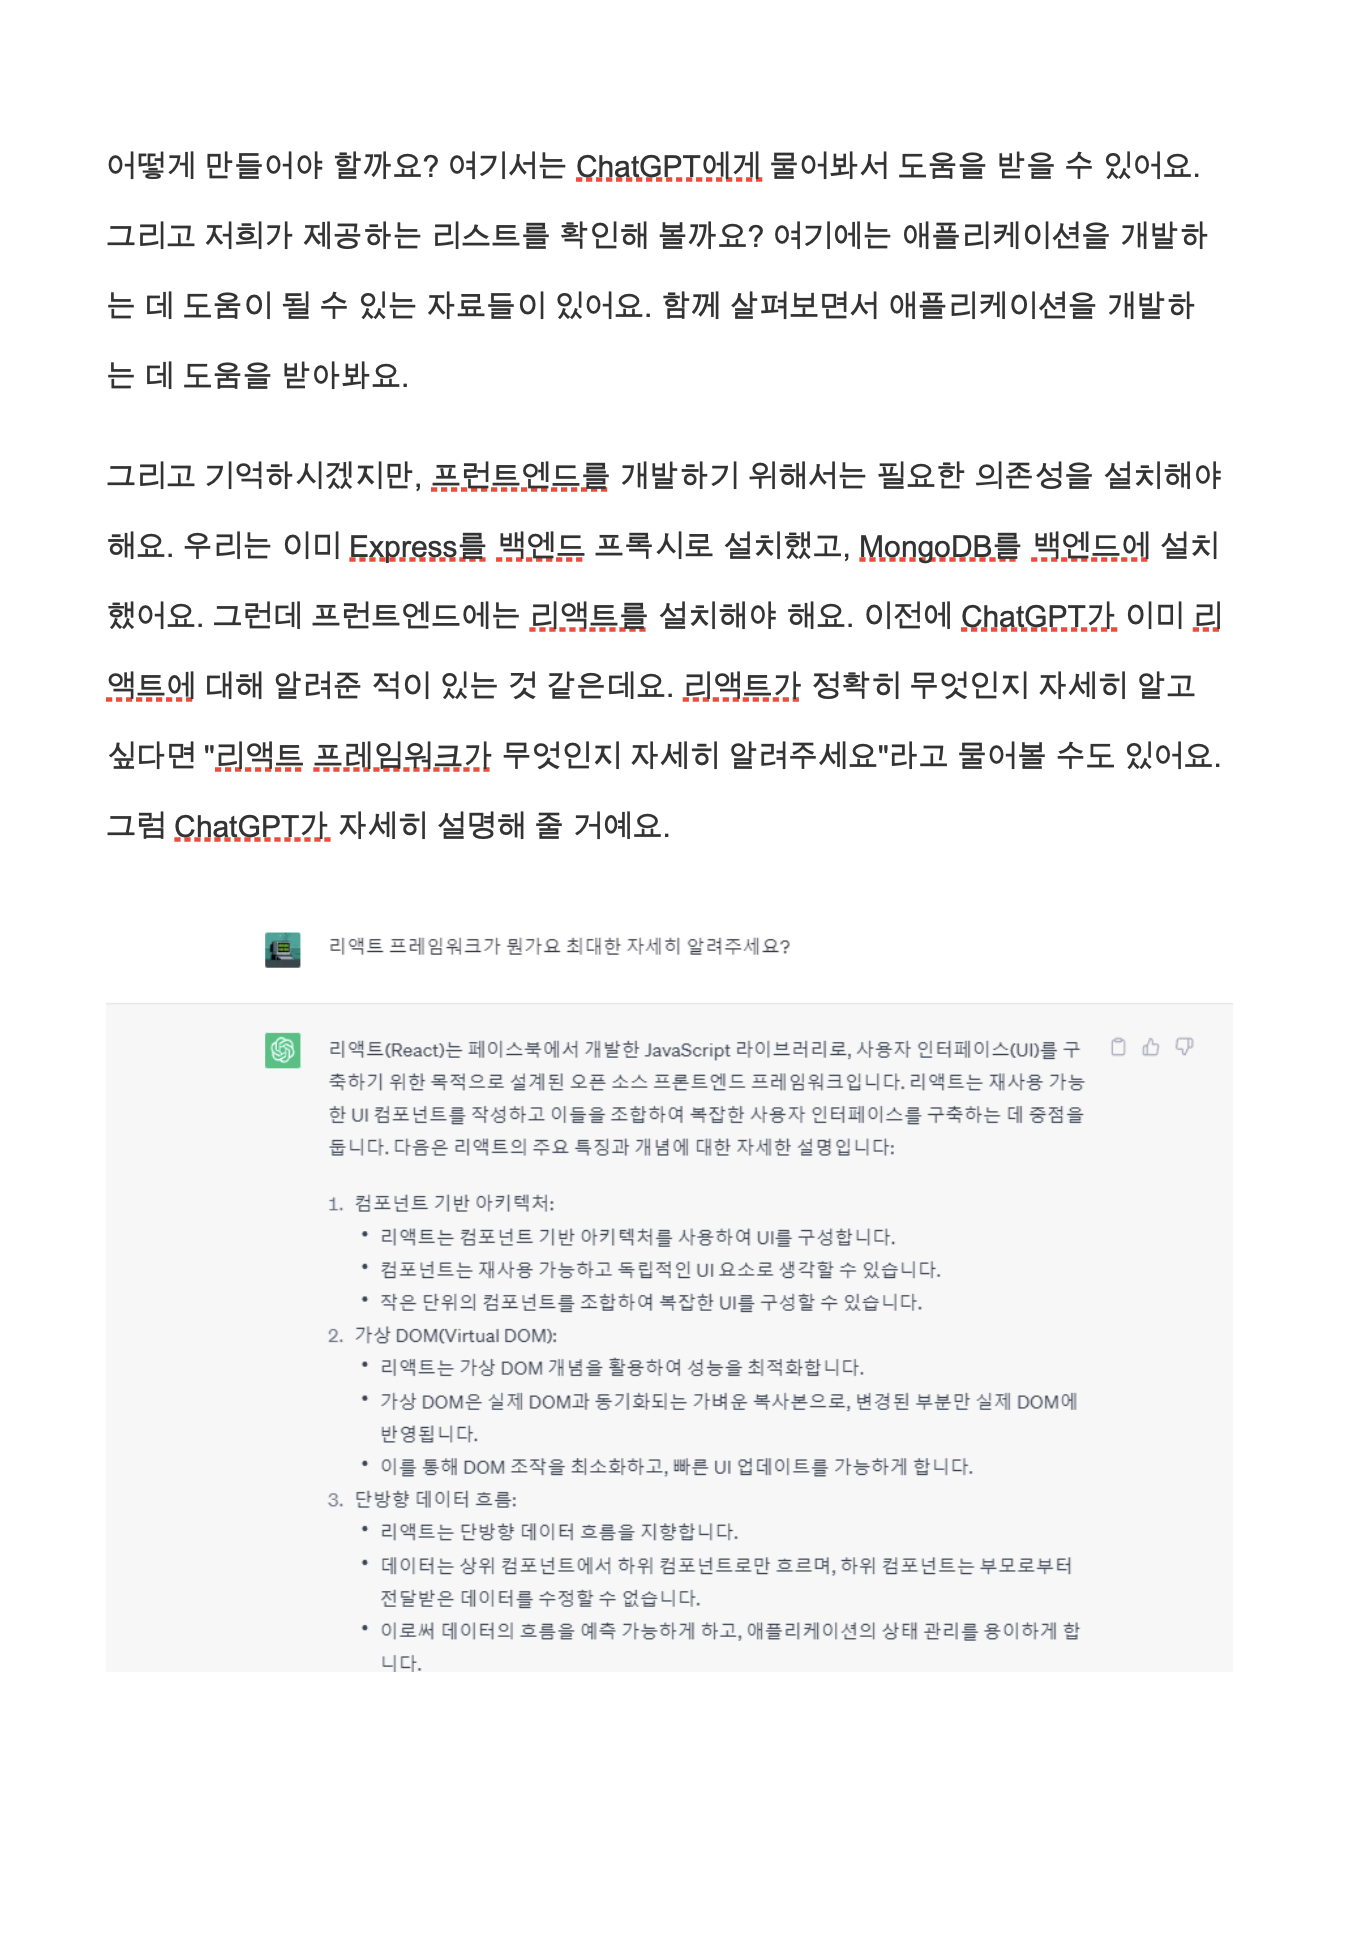 어떻게 만들어야 할까요? 여기서는 ChatGPT에게 물어봐서 도움을 받을 수 있어요.
그리고 저희가 제공하는 리스트를 확인해 볼까요? 여기에는 애플리케이션을 개발하
는 데 도움이 될 수 있는 자료들이 있어요. 함께 살펴보면서 애플리케이션을 개발하
는 데 도움을 받아봐요.
그리고 기억하시겠지만, 프런트엔드를 개발하기 위해서는 필요한 의존성을 설치해야
해요. 우리는 이미 Express를 백엔드 프록시로 설치했고, MongoDB를 백엔드에 설치
했어요. 그런데 프런트엔드에는 리액트를 설치해야 해요. 이전에 ChatGPT가 이미 리
액트에 대해 알려준 적이 있는 것 같은데요. 리액트가 정확히 무엇인지 자세히 알고
싶다면 "리액트 프레임워크가 무엇인지 자세히 알려주세요"라고 물어볼 수도 있어요.
그럼 ChatGPT가 자세히 설명해 줄 거예요.
리액트 프레임워크가 뭔가요 최대한 자세히 알려주세요?
리액트(React)는 페이스북에서 개발한 JavaScript 라이브러리로, 사용자 인터페이스(UI)를 구
축하기 위한 목적으로 설계된 오픈 소스 프론트엔드 프레임워크입니다. 리액트는 재사용 가능
한 UI 컴포넌트를 작성하고 이들을 조합하여 복잡한 사용자 인터페이스를 구축하는 데 중점을
둡니다. 다음은 리액트의 주요 특징과 개념에 대한 자세한 설명입니다:
1. 컴포넌트 기반 아키텍처:
• 리액트는 컴포넌트 기반 아키텍처를 사용하여 UI를 구성합니다.
• 컴포넌트는 재사용 가능하고 독립적인 UI 요소로 생각할 수 있습니다.
• 작은 단위의 컴포넌트를 조합하여 복잡한 UI를 구성할 수 있습니다.
2. 가상 DOM(Virtual DOM):
• 리액트는 가상 DOM 개념을 활용하여 성능을 최적화합니다.
• 가상 DOM은 실제 DOM과 동기화되는 가벼운 복사본으로, 변경된 부분만 실제 DOM에
반영됩니다.
• 이를 통해 DOM 조작을 최소화하고, 빠른 UI 업데이트를 가능하게 합니다.
3. 단방향 데이터 흐름:
• 리액트는 단방향 데이터 흐름을 지향합니다.
• 데이터는 상위 컴포넌트에서 하위 컴포넌트로만 흐르며, 하위 컴포넌트는 부모로부터
전달받은 데이터를 수정할 수 없습니다.
• 이로써 데이터의 흐름을 예측 가능하게 하고, 애플리케이션의 상태 관리를 용이하게 합
니다.